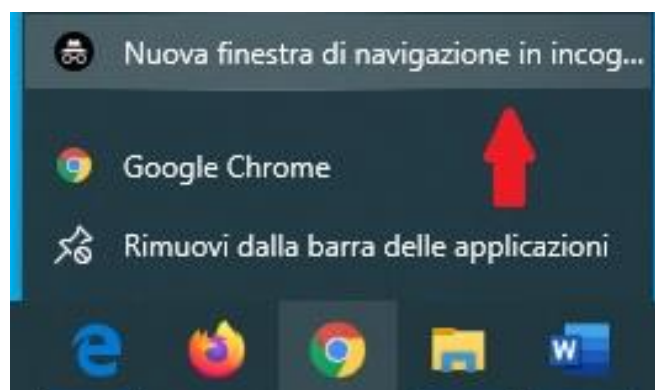 Nuova finestra di navigazione in incog...
Google Chrome
Rimuovi dalla barra delle applicazioni
W